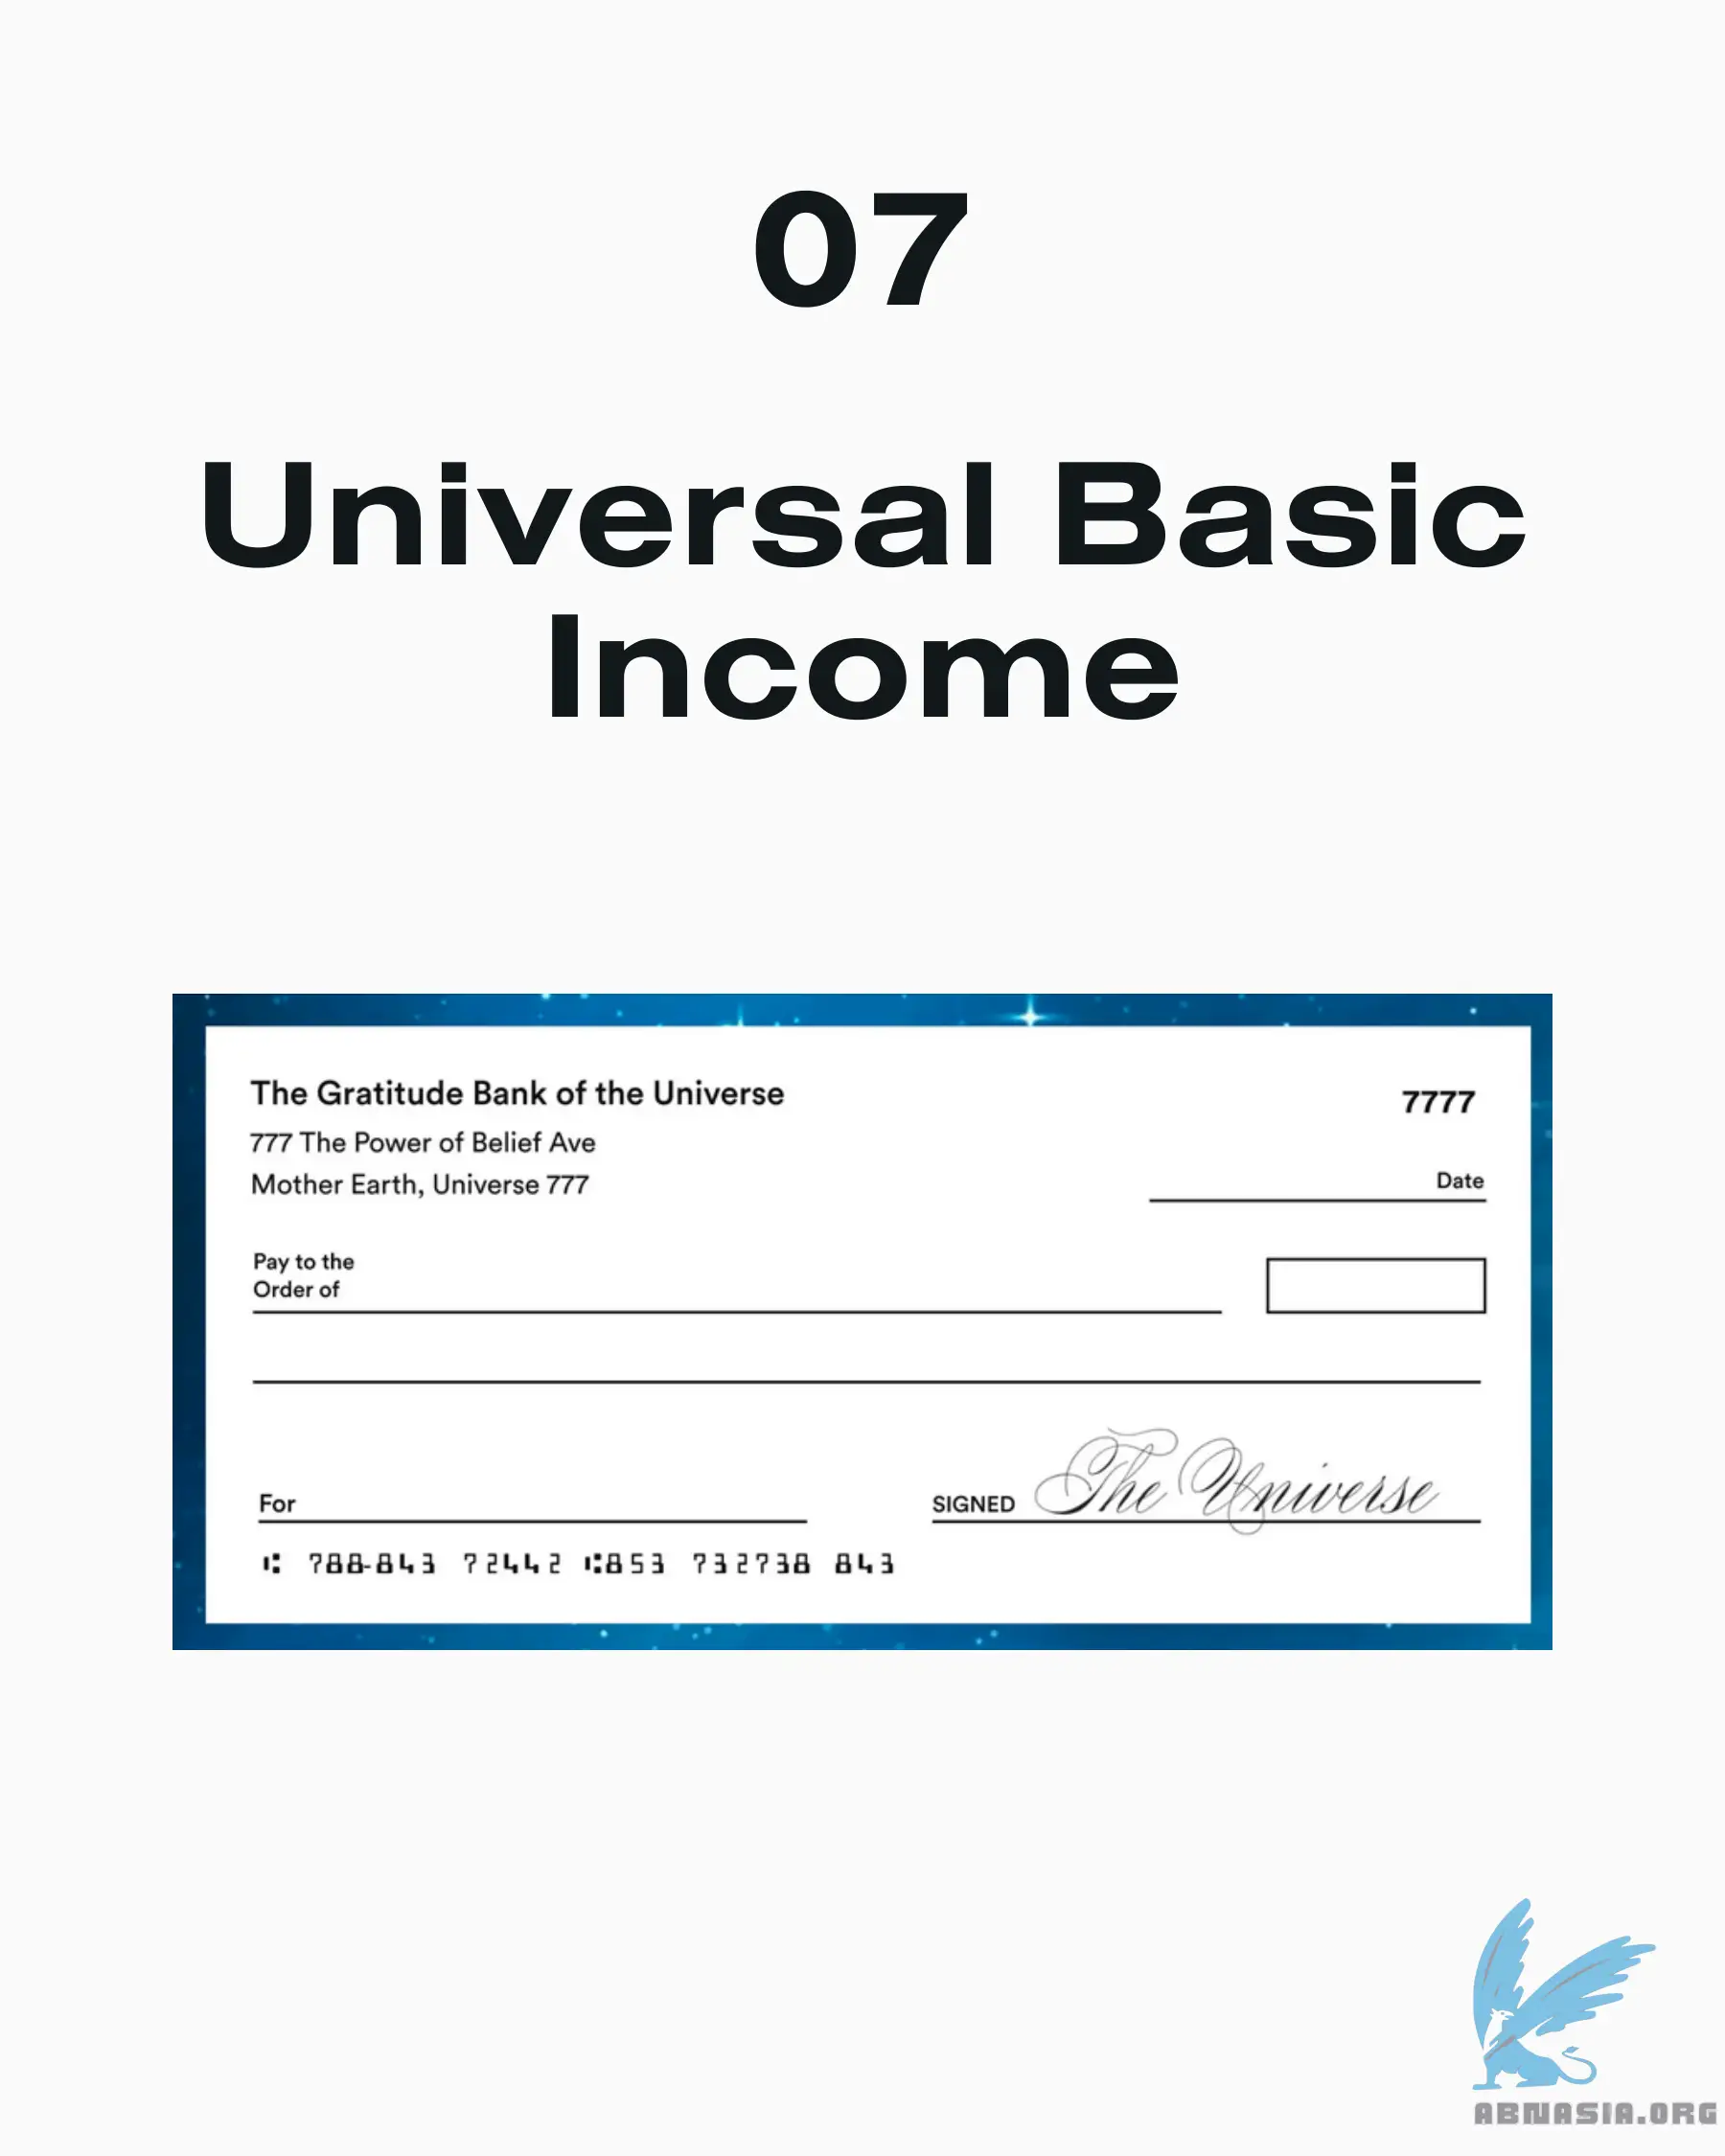 07
Universal Basic
Income
The Gratitude Bank of the Universe
7777
777 The Power of Belief Ave
Mother Earth, Universe 777
Date
Pay to the
Order of
For
SIGNED The Universe
⑆ 788-843 72442 ⑆853 732738 843
ABNASIA.ORG